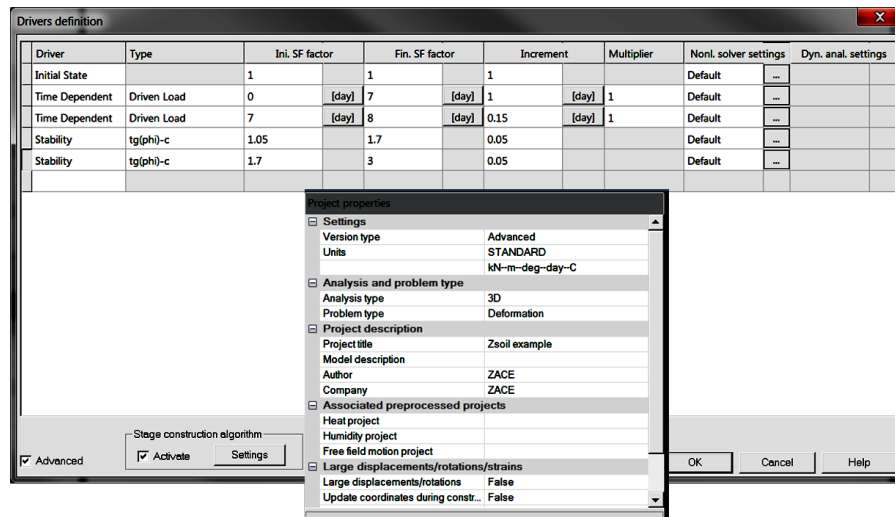 Drivers definition
X
Driver Type Ini. SF factor Fin. SF factor Increment Multiplier Nonl. solver settings Dyn. anal. settings
Initial State 1 1 1 Default ...
Time Dependent Driven Load 0 [day] 7 [day] 1 [day] 1 Default ...
Time Dependent Driven Load 7 [day] 8 [day] 0.15 [day] 1 Default ...
Stability tg(phi)-c 1.05 1.7 0.05 Default ...
Stability tg(phi)-c 1.7 3 0.05 Default ...
Project properties
Settings
Version type Advanced
Units STANDARD
kN--m--deg--day--C
Analysis and problem type
Analysis type 3D
Problem type Deformation
Project description
Project title Zsoil example
Model description
Author ZACE
Company ZACE
Associated preprocessed projects
Heat project
Humidity project
Free field motion project
Large displacements/rotations/strains
Large displacements/rotations False
Update coordinates during constr... False
Stage construction algorithm
Advanced Activate Settings OK Cancel Help